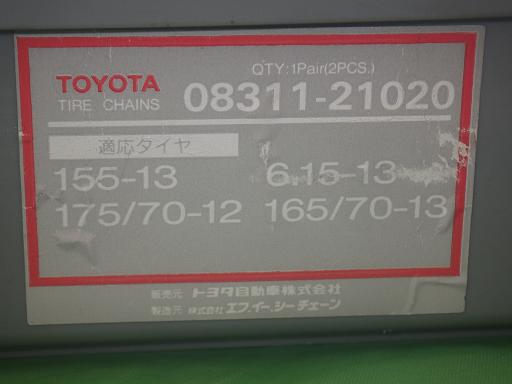 QTY:1Pair(2PCS.)
TOYOTA
TIRE CHAINS 08311-21020
適応タイヤ
155-13 6.15-13
175/70-12 165/70-13
販売元 トヨタ自動車株式会社
製造元 株式会社 エフ.イー.シーチェーン